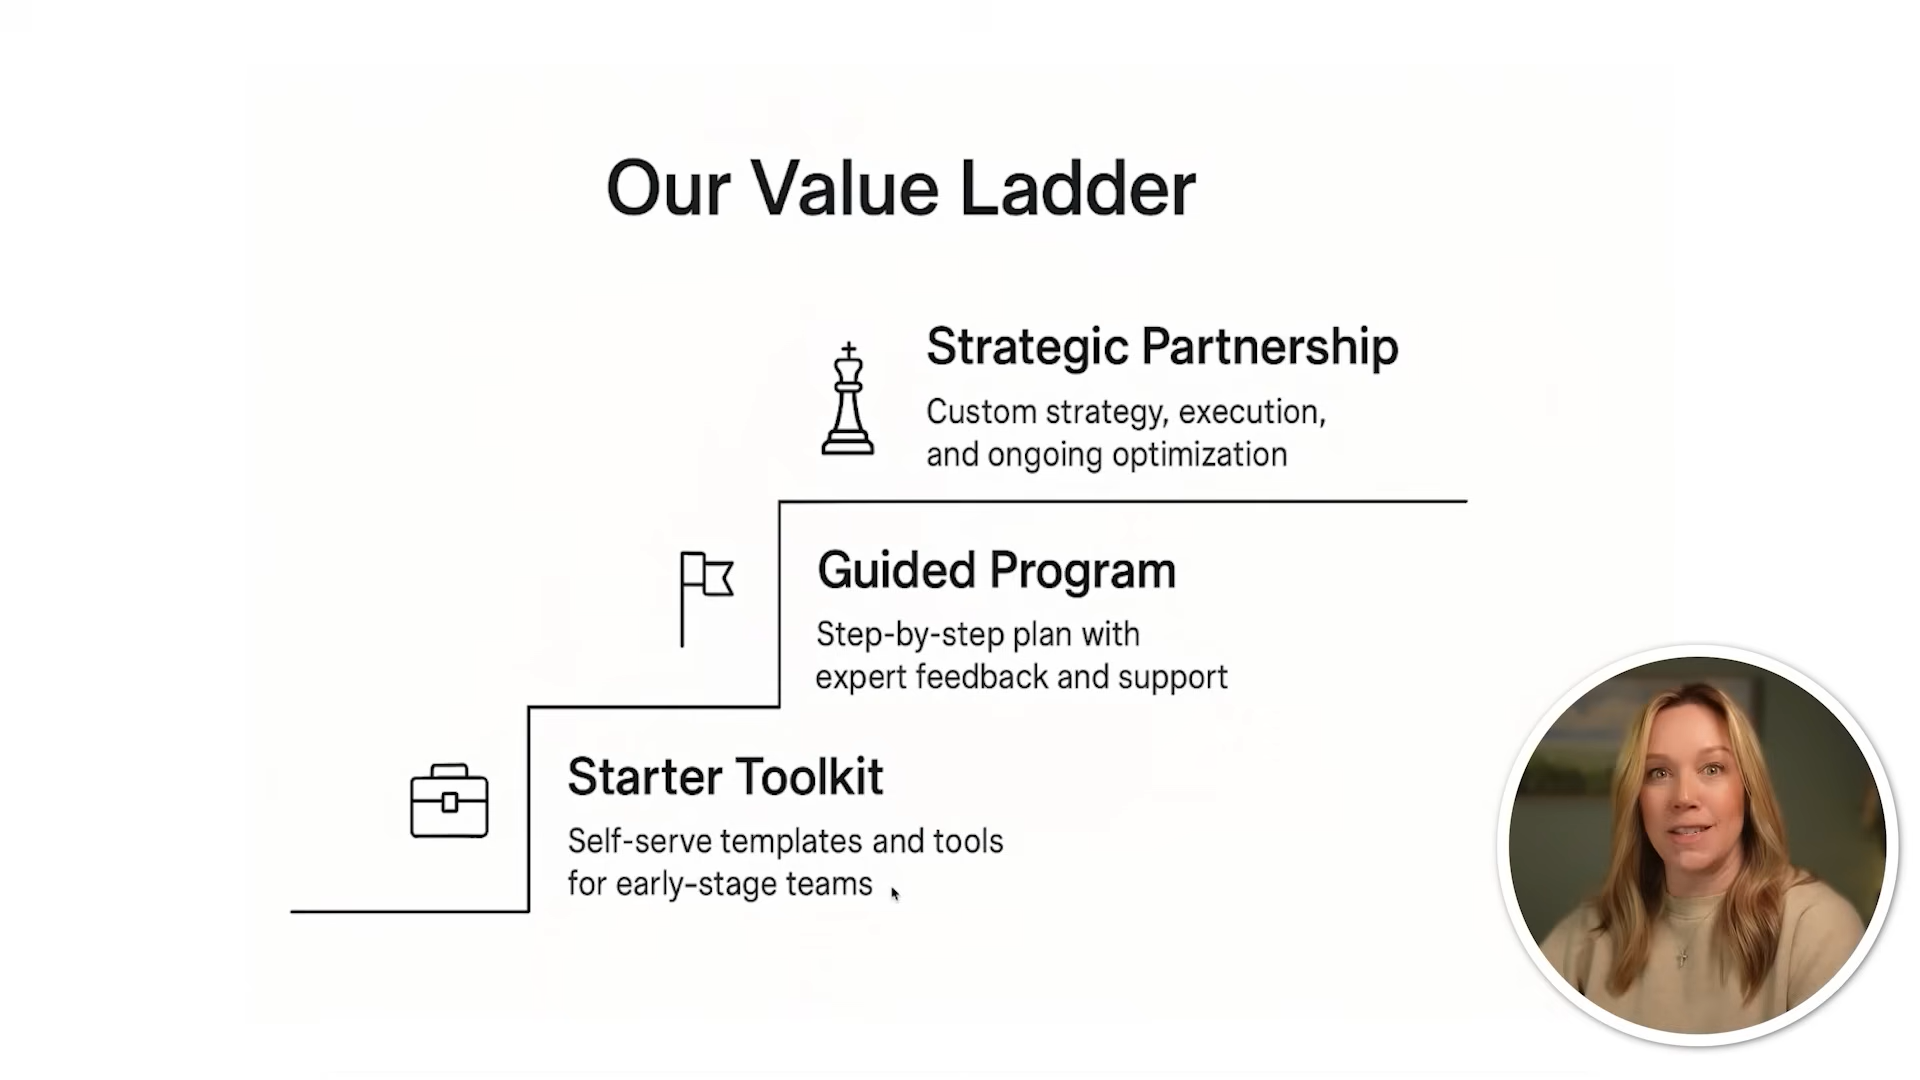 Our Value Ladder
Strategic Partnership
Custom strategy, execution,
and ongoing optimization
Guided Program
Step-by-step plan with
expert feedback and support
Starter Toolkit
Self-serve templates and tools
for early-stage teams